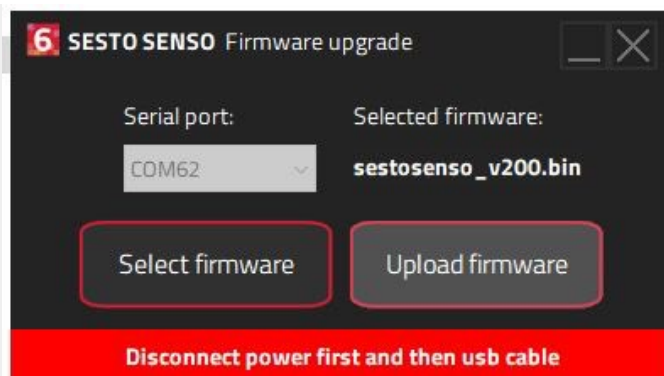 6 SESTO SENSO Firmware upgrade
Serial port: Selected firmware:
COM62 sestosenso_v200.bin
Select firmware Upload firmware
Disconnect power first and then usb cable